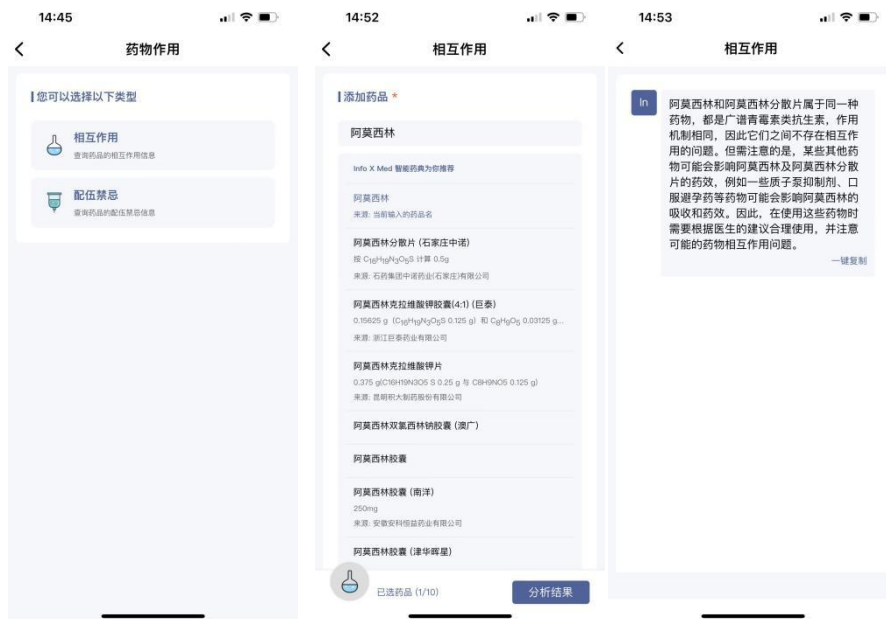 14:45
药物作用
您可以选择以下类型
相互作用
查询药品的相互作用信息
配伍禁忌
查询药品的配伍禁忌信息
14:52
相互作用
添加药品 *
阿莫西林
Info X Med 智能药典为你推荐
阿莫西林
来源: 当前输入的药品名
阿莫西林分散片 (石家庄中诺)
按 C₁₆H₁₉N₃O₅S 计算 0.5g
来源: 石药集团中诺药业(石家庄)有限公司
阿莫西林克拉维酸钾胶囊(4:1) (巨泰)
0.15625 g（C₁₆H₁₉N₃O₅S 0.125 g）和 C₈H₉O₅ 0.03125 g...
来源: 浙江巨泰药业有限公司
阿莫西林克拉维酸钾片
0.375 g(C16H19N3O5 S 0.25 g 与 C8H9NO5 0.125 g)
来源: 昆明积大制药股份有限公司
阿莫西林双氯西林钠胶囊 (澳广)
阿莫西林胶囊
阿莫西林胶囊 (南洋)
250mg
来源: 安徽安科恒益药业有限公司
阿莫西林胶囊 (津华晖星)
已选药品 (1/10)
分析结果
14:53
相互作用
In
阿莫西林和阿莫西林分散片属于同一种
药物，都是广谱青霉素类抗生素，作用
机制相同，因此它们之间不存在相互作
用的问题。但需注意的是，某些其他药
物可能会影响阿莫西林及阿莫西林分散
片的药效，例如一些质子泵抑制剂、口
服避孕药等药物可能会影响阿莫西林的
吸收和药效。因此，在使用这些药物时
需要根据医生的建议合理使用，并注意
可能的药物相互作用问题。
一键复制